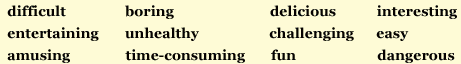 difficult boring delicious interesting
entertaining unhealthy challenging easy
amusing time-consuming fun dangerous